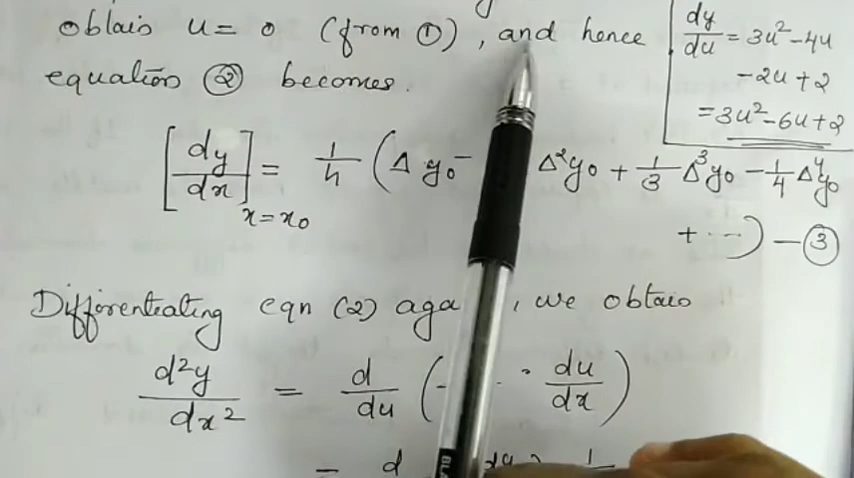 obtain u = 0 (from ①), and hence
equation ② becomes.
[dy/dx] x=x₀ = 1/h (Δy₀ - Δ²y₀ + 1/3 Δ³y₀ - 1/4 Δ⁴y₀
+ ...) — ③
Differentiating eqn (2) aga , we obtain
d²y/dx² = d/du ( du/dx)
= d 1
dy/du = 3u² - 4u
- 2u + 2
= 3u² - 6u + 2